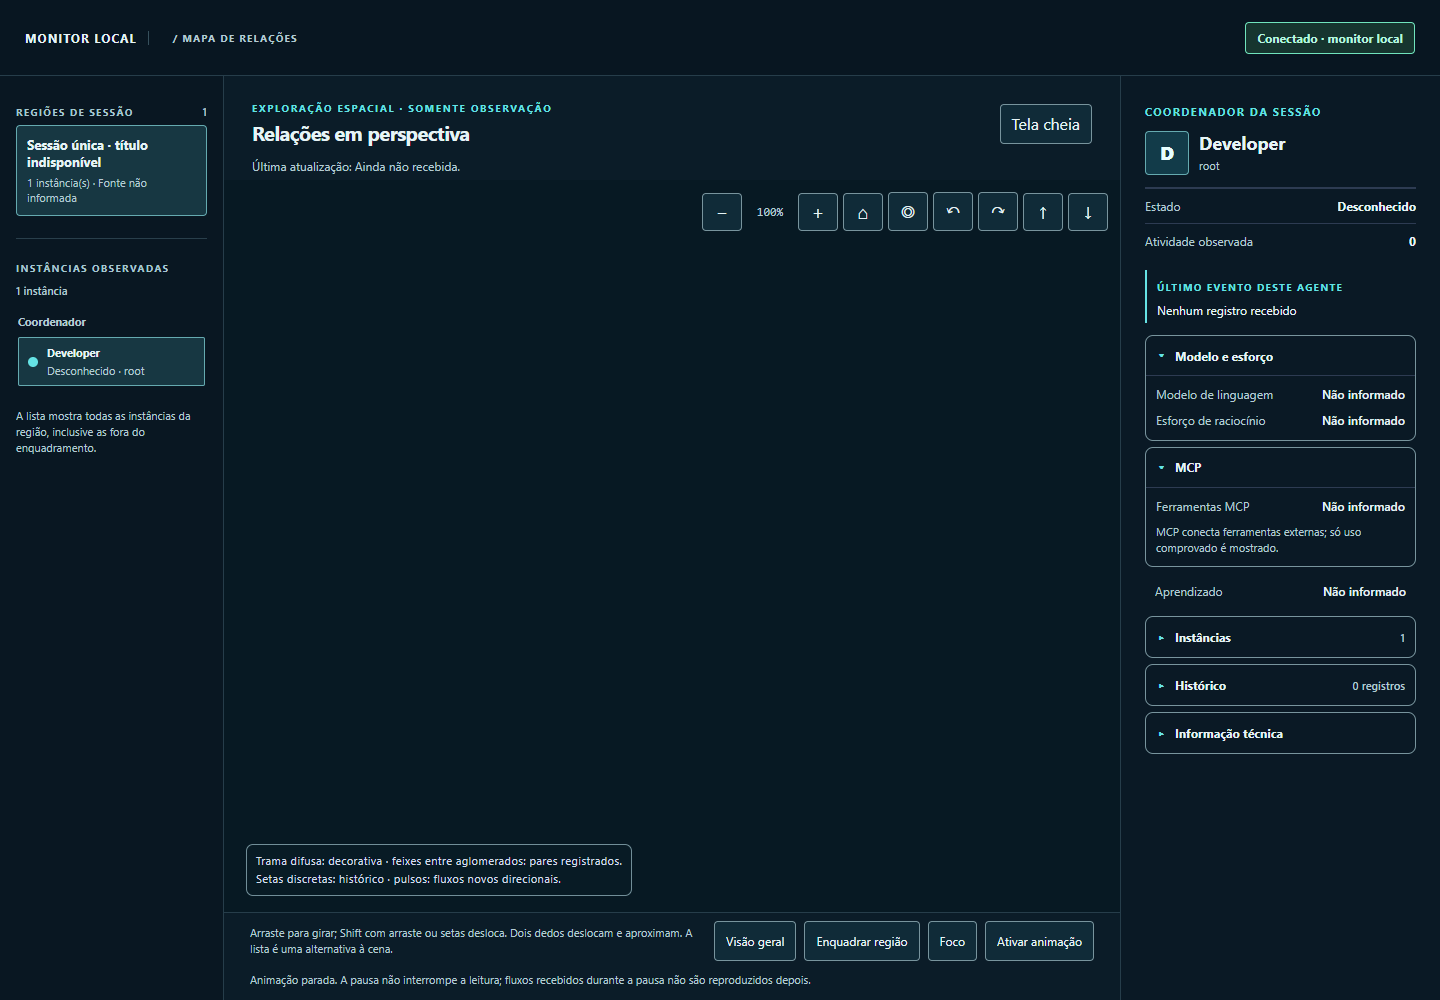 MONITOR LOCAL
/ MAPA DE RELAÇÕES
Conectado · monitor local
REGIÕES DE SESSÃO 1
Sessão única · título
indisponível
1 instância(s) · Fonte não
informada
INSTÂNCIAS OBSERVADAS
1 instância
Coordenador
Developer
Desconhecido · root
A lista mostra todas as instâncias da
região, inclusive as fora do
enquadramento.
EXPLORAÇÃO ESPACIAL · SOMENTE OBSERVAÇÃO
Relações em perspectiva
Última atualização: Ainda não recebida.
Tela cheia
− 100% + ⌂ ◎ ↶ ↷ ↑ ↓
Trama difusa: decorativa · feixes entre aglomerados: pares registrados.
Setas discretas: histórico · pulsos: fluxos novos direcionais.
Arraste para girar; Shift com arraste ou setas desloca. Dois dedos deslocam e aproximam. A
lista é uma alternativa à cena.
Visão geral
Enquadrar região
Foco
Ativar animação
Animação parada. A pausa não interrompe a leitura; fluxos recebidos durante a pausa não são reproduzidos depois.
COORDENADOR DA SESSÃO
D
Developer
root
Estado Desconhecido
Atividade observada 0
ÚLTIMO EVENTO DESTE AGENTE
Nenhum registro recebido
Modelo e esforço
Modelo de linguagem Não informado
Esforço de raciocínio Não informado
MCP
Ferramentas MCP Não informado
MCP conecta ferramentas externas; só uso
comprovado é mostrado.
Aprendizado Não informado
Instâncias 1
Histórico 0 registros
Informação técnica